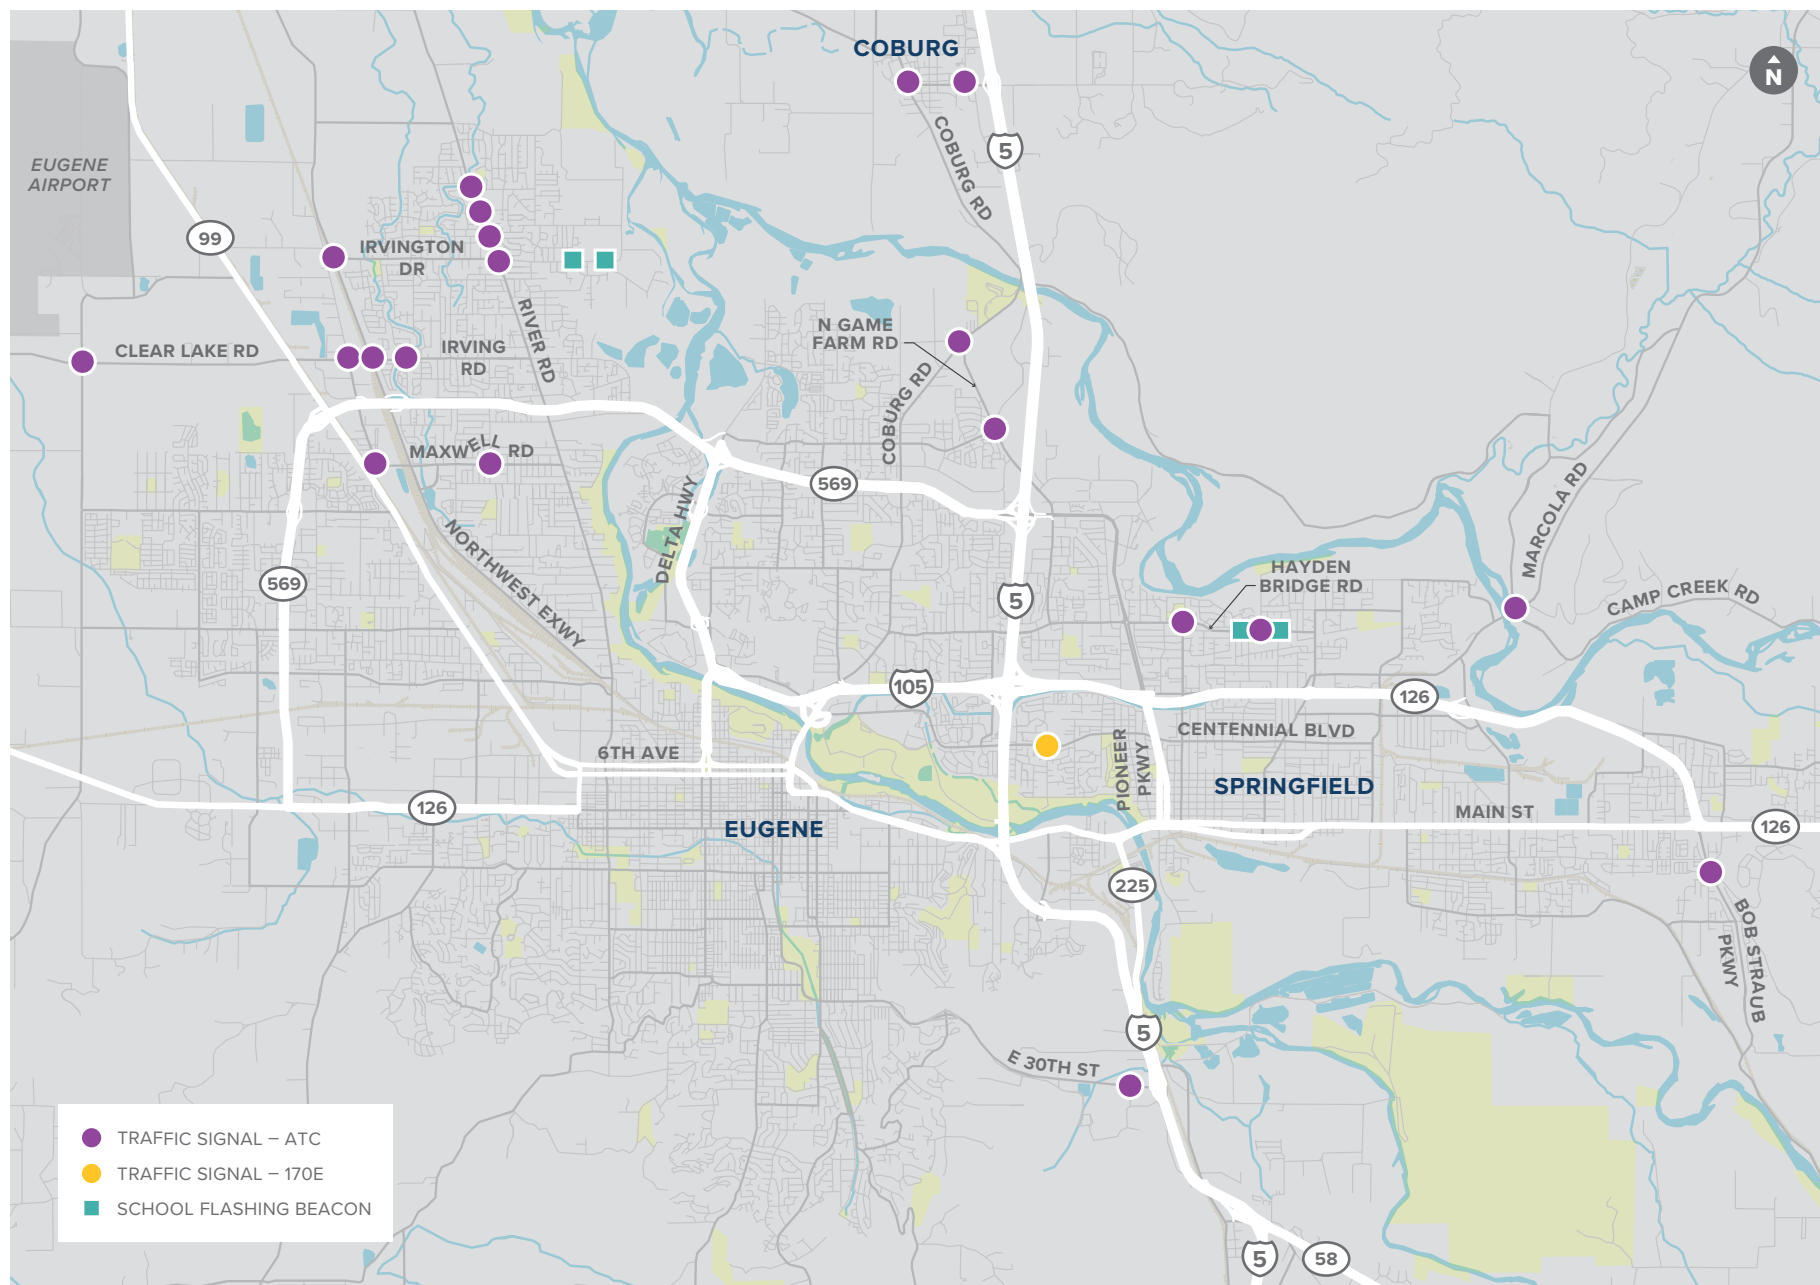 COBURG
N
5
COBURG RD
EUGENE
AIRPORT
99
IRVINGTON
DR
RIVER RD
N GAME
FARM RD
CLEAR LAKE RD
IRVING
RD
COBURG RD
MAXWELL RD
569
DELTA HWY
MARCOLA RD
NORTHWEST EXWY
569
5
HAYDEN
BRIDGE RD
CAMP CREEK RD
105
126
CENTENNIAL BLVD
6TH AVE
PIONEER
PKWY
SPRINGFIELD
126
EUGENE
MAIN ST
126
225
BOB STRAUB
PKWY
5
E 30TH ST
TRAFFIC SIGNAL – ATC
TRAFFIC SIGNAL – 170E
SCHOOL FLASHING BEACON
5
58